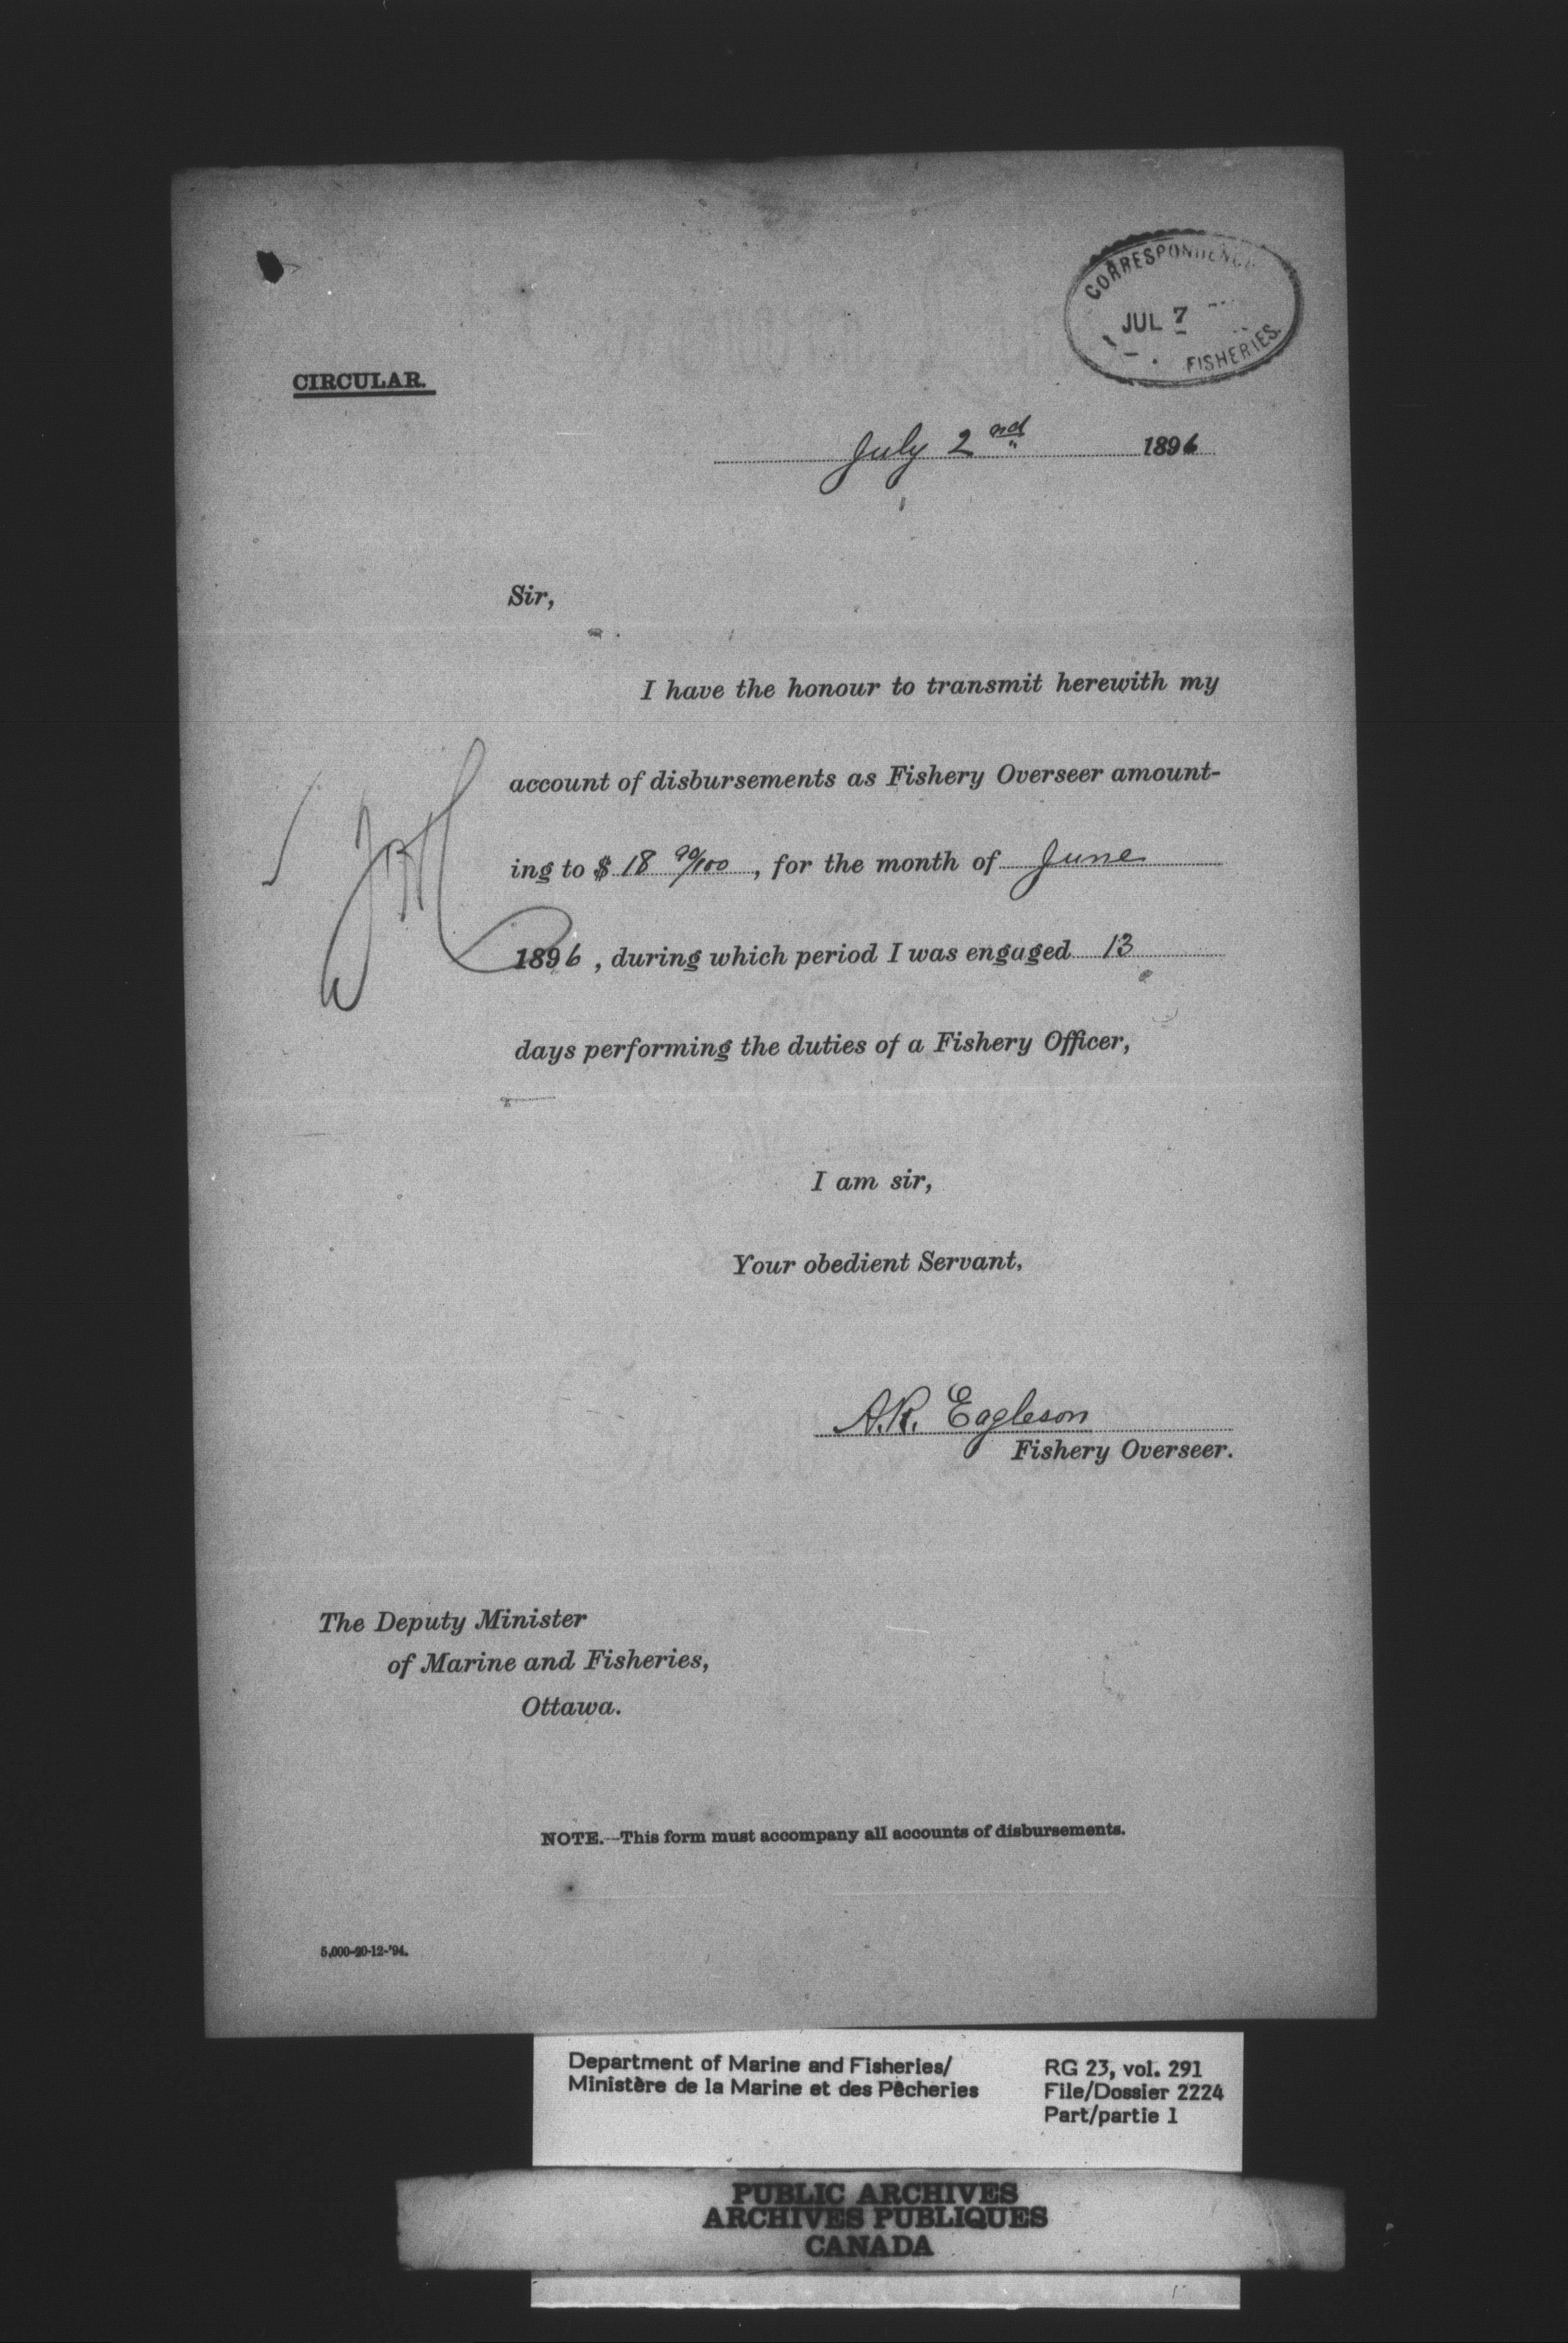 CORRESPONDENCE
JUL 7
FISHERIES.
CIRCULAR.
July 2nd 1896
Sir,
I have the honour to transmit herewith my
account of disbursements as Fishery Overseer amount-
ing to $ 18 90/100, for the month of June
1896, during which period I was engaged 13
days performing the duties of a Fishery Officer,
I am sir,
Your obedient Servant,
A.R. Eagleson
Fishery Overseer.
The Deputy Minister
of Marine and Fisheries,
Ottawa.
NOTE.—This form must accompany all accounts of disbursements.
5,000-20-12-'94.
Department of Marine and Fisheries/
Ministère de la Marine et des Pêcheries
RG 23, vol. 291
File/Dossier 2224
Part/partie 1
PUBLIC ARCHIVES
ARCHIVES PUBLIQUES
CANADA